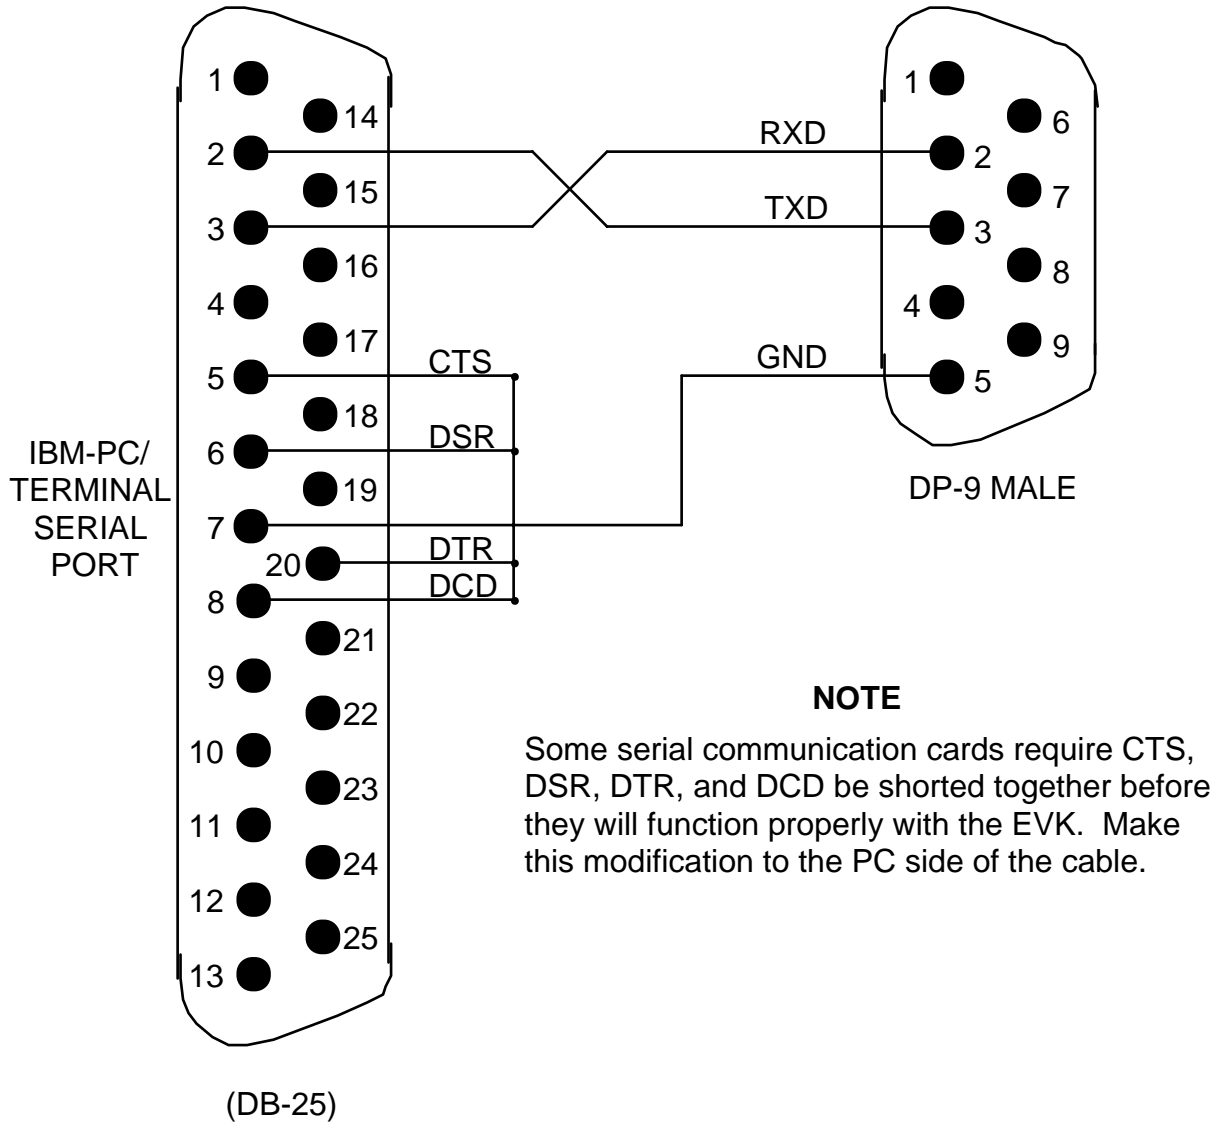 1
14
2
15
3
16
4
17
5
18
6
19
7
20
8
21
9
22
10
23
11
24
12
25
13
IBM-PC/
TERMINAL
SERIAL
PORT
(DB-25)
CTS
DSR
DTR
DCD
RXD
TXD
GND
1
6
2
7
3
8
4
9
5
DP-9 MALE
NOTE
Some serial communication cards require CTS,
DSR, DTR, and DCD be shorted together before
they will function properly with the EVK. Make
this modification to the PC side of the cable.